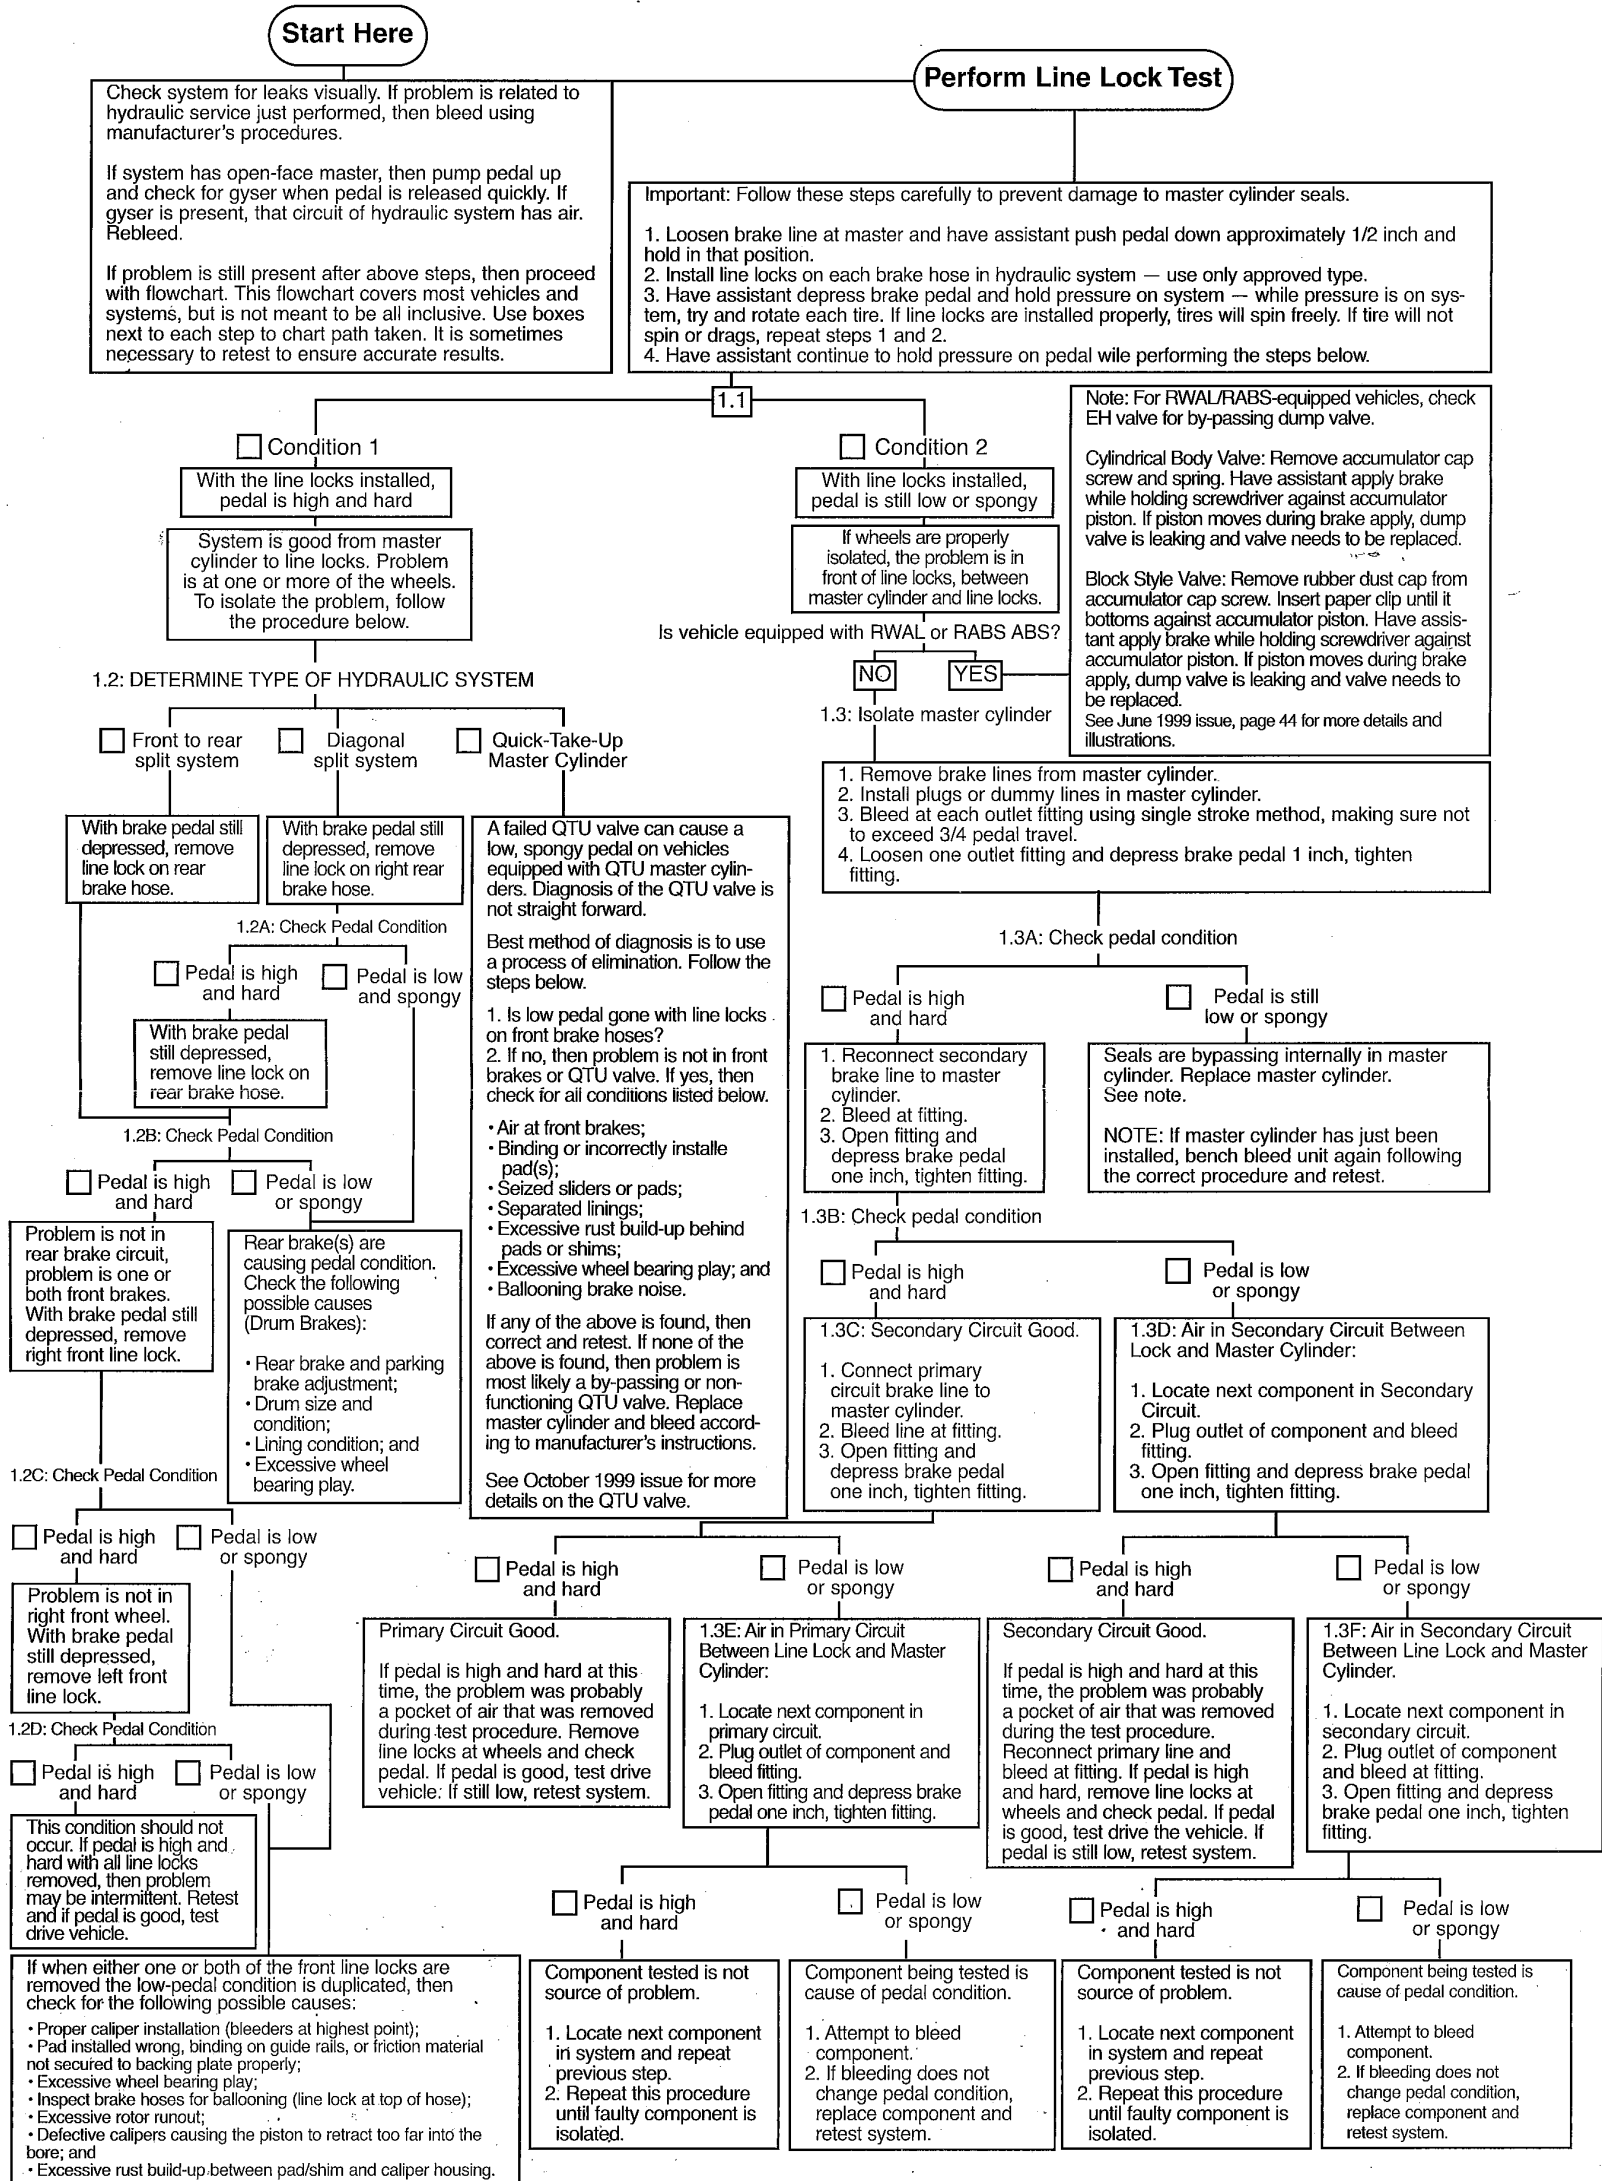 Start Here
Perform Line Lock Test
Check system for leaks visually. If problem is related to
hydraulic service just performed, then bleed using
manufacturer's procedures.
If system has open-face master, then pump pedal up
and check for gyser when pedal is released quickly. If
gyser is present, that circuit of hydraulic system has air.
Rebleed.
If problem is still present after above steps, then proceed
with flowchart. This flowchart covers most vehicles and
systems, but is not meant to be all inclusive. Use boxes
next to each step to chart path taken. It is sometimes
necessary to retest to ensure accurate results.
Important: Follow these steps carefully to prevent damage to master cylinder seals.
1. Loosen brake line at master and have assistant push pedal down approximately 1/2 inch and
hold in that position.
2. Install line locks on each brake hose in hydraulic system — use only approved type.
3. Have assistant depress brake pedal and hold pressure on system — while pressure is on sys-
tem, try and rotate each tire. If line locks are installed properly, tires will spin freely. If tire will not
spin or drags, repeat steps 1 and 2.
4. Have assistant continue to hold pressure on pedal wile performing the steps below.
1.1
Condition 1
With the line locks installed,
pedal is high and hard
System is good from master
cylinder to line locks. Problem
is at one or more of the wheels.
To isolate the problem, follow
the procedure below.
Condition 2
With line locks installed,
pedal is still low or spongy
If wheels are properly
isolated, the problem is in
front of line locks, between
master cylinder and line locks.
Is vehicle equipped with RWAL or RABS ABS?
NO
YES
Note: For RWAL/RABS-equipped vehicles, check
EH valve for by-passing dump valve.
Cylindrical Body Valve: Remove accumulator cap
screw and spring. Have assistant apply brake
while holding screwdriver against accumulator
piston. If piston moves during brake apply, dump
valve is leaking and valve needs to be replaced.
Block Style Valve: Remove rubber dust cap from
accumulator cap screw. Insert paper clip until it
bottoms against accumulator piston. Have assis-
tant apply brake while holding screwdriver against
accumulator piston. If piston moves during brake
apply, dump valve is leaking and valve needs to
be replaced.
See June 1999 issue, page 44 for more details and
illustrations.
1.2: DETERMINE TYPE OF HYDRAULIC SYSTEM
Front to rear
split system
Diagonal
split system
Quick-Take-Up
Master Cylinder
With brake pedal still
depressed, remove
line lock on rear
brake hose.
With brake pedal still
depressed, remove
line lock on right rear
brake hose.
1.2A: Check Pedal Condition
Pedal is high
and hard
Pedal is low
and spongy
With brake pedal
still depressed,
remove line lock on
rear brake hose.
1.2B: Check Pedal Condition
Pedal is high
and hard
Pedal is low
or spongy
Problem is not in
rear brake circuit,
problem is one or
both front brakes.
With brake pedal still
depressed, remove
right front line lock.
Rear brake(s) are
causing pedal condition.
Check the following
possible causes
(Drum Brakes):
• Rear brake and parking
brake adjustment;
• Drum size and
condition;
• Lining condition; and
• Excessive wheel
bearing play.
A failed QTU valve can cause a
low, spongy pedal on vehicles
equipped with QTU master cylin-
ders. Diagnosis of the QTU valve is
not straight forward.
Best method of diagnosis is to use
a process of elimination. Follow the
steps below.
1. Is low pedal gone with line locks
on front brake hoses?
2. If no, then problem is not in front
brakes or QTU valve. If yes, then
check for all conditions listed below.
• Air at front brakes;
• Binding or incorrectly installe
pad(s);
• Seized sliders or pads;
• Separated linings;
• Excessive rust build-up behind
pads or shims;
• Excessive wheel bearing play; and
• Ballooning brake noise.
If any of the above is found, then
correct and retest. If none of the
above is found, then problem is
most likely a by-passing or non-
functioning QTU valve. Replace
master cylinder and bleed accord-
ing to manufacturer's instructions.
See October 1999 issue for more
details on the QTU valve.
1.2C: Check Pedal Condition
Pedal is high
and hard
Pedal is low
or spongy
Problem is not in
right front wheel.
With brake pedal
still depressed,
remove left front
line lock.
1.2D: Check Pedal Condition
Pedal is high
and hard
Pedal is low
or spongy
This condition should not
occur. If pedal is high and
hard with all line locks
removed, then problem
may be intermittent. Retest
and if pedal is good, test
drive vehicle.
If when either one or both of the front line locks are
removed the low-pedal condition is duplicated, then
check for the following possible causes:
• Proper caliper installation (bleeders at highest point);
• Pad installed wrong, binding on guide rails, or friction material
not secured to backing plate properly;
• Excessive wheel bearing play;
• Inspect brake hoses for ballooning (line lock at top of hose);
• Excessive rotor runout;
• Defective calipers causing the piston to retract too far into the
bore; and
• Excessive rust build-up between pad/shim and caliper housing.
1.3: Isolate master cylinder
1. Remove brake lines from master cylinder.
2. Install plugs or dummy lines in master cylinder.
3. Bleed at each outlet fitting using single stroke method, making sure not
to exceed 3/4 pedal travel.
4. Loosen one outlet fitting and depress brake pedal 1 inch, tighten
fitting.
1.3A: Check pedal condition
Pedal is high
and hard
Pedal is still
low or spongy
1. Reconnect secondary
brake line to master
cylinder.
2. Bleed at fitting.
3. Open fitting and
depress brake pedal
one inch, tighten fitting.
Seals are bypassing internally in master
cylinder. Replace master cylinder.
See note.
NOTE: If master cylinder has just been
installed, bench bleed unit again following
the correct procedure and retest.
1.3B: Check pedal condition
Pedal is high
and hard
Pedal is low
or spongy
1.3C: Secondary Circuit Good.
1. Connect primary
circuit brake line to
master cylinder.
2. Bleed line at fitting.
3. Open fitting and
depress brake pedal
one inch, tighten fitting.
1.3D: Air in Secondary Circuit Between
Lock and Master Cylinder:
1. Locate next component in Secondary
Circuit.
2. Plug outlet of component and bleed
fitting.
3. Open fitting and depress brake pedal
one inch, tighten fitting.
Pedal is high
and hard
Pedal is low
or spongy
Pedal is high
and hard
Pedal is low
or spongy
Primary Circuit Good.
If pedal is high and hard at this
time, the problem was probably
a pocket of air that was removed
during test procedure. Remove
line locks at wheels and check
pedal. If pedal is good, test drive
vehicle. If still low, retest system.
1.3E: Air in Primary Circuit
Between Line Lock and Master
Cylinder:
1. Locate next component in
primary circuit.
2. Plug outlet of component and
bleed fitting.
3. Open fitting and depress brake
pedal one inch, tighten fitting.
Secondary Circuit Good.
If pedal is high and hard at this
time, the problem was probably
a pocket of air that was removed
during the test procedure.
Reconnect primary line and
bleed at fitting. If pedal is high
and hard, remove line locks at
wheels and check pedal. If pedal
is good, test drive the vehicle. If
pedal is still low, retest system.
1.3F: Air in Secondary Circuit
Between Line Lock and Master
Cylinder.
1. Locate next component in
secondary circuit.
2. Plug outlet of component
and bleed at fitting.
3. Open fitting and depress
brake pedal one inch, tighten
fitting.
Pedal is high
and hard
Pedal is low
or spongy
Pedal is high
and hard
Pedal is low
or spongy
Component tested is not
source of problem.
1. Locate next component
in system and repeat
previous step.
2. Repeat this procedure
until faulty component is
isolated.
Component being tested is
cause of pedal condition.
1. Attempt to bleed
component.
2. If bleeding does not
change pedal condition,
replace component and
retest system.
Component tested is not
source of problem.
1. Locate next component
in system and repeat
previous step.
2. Repeat this procedure
until faulty component is
isolated.
Component being tested is
cause of pedal condition.
1. Attempt to bleed
component.
2. If bleeding does not
change pedal condition,
replace component and
retest system.